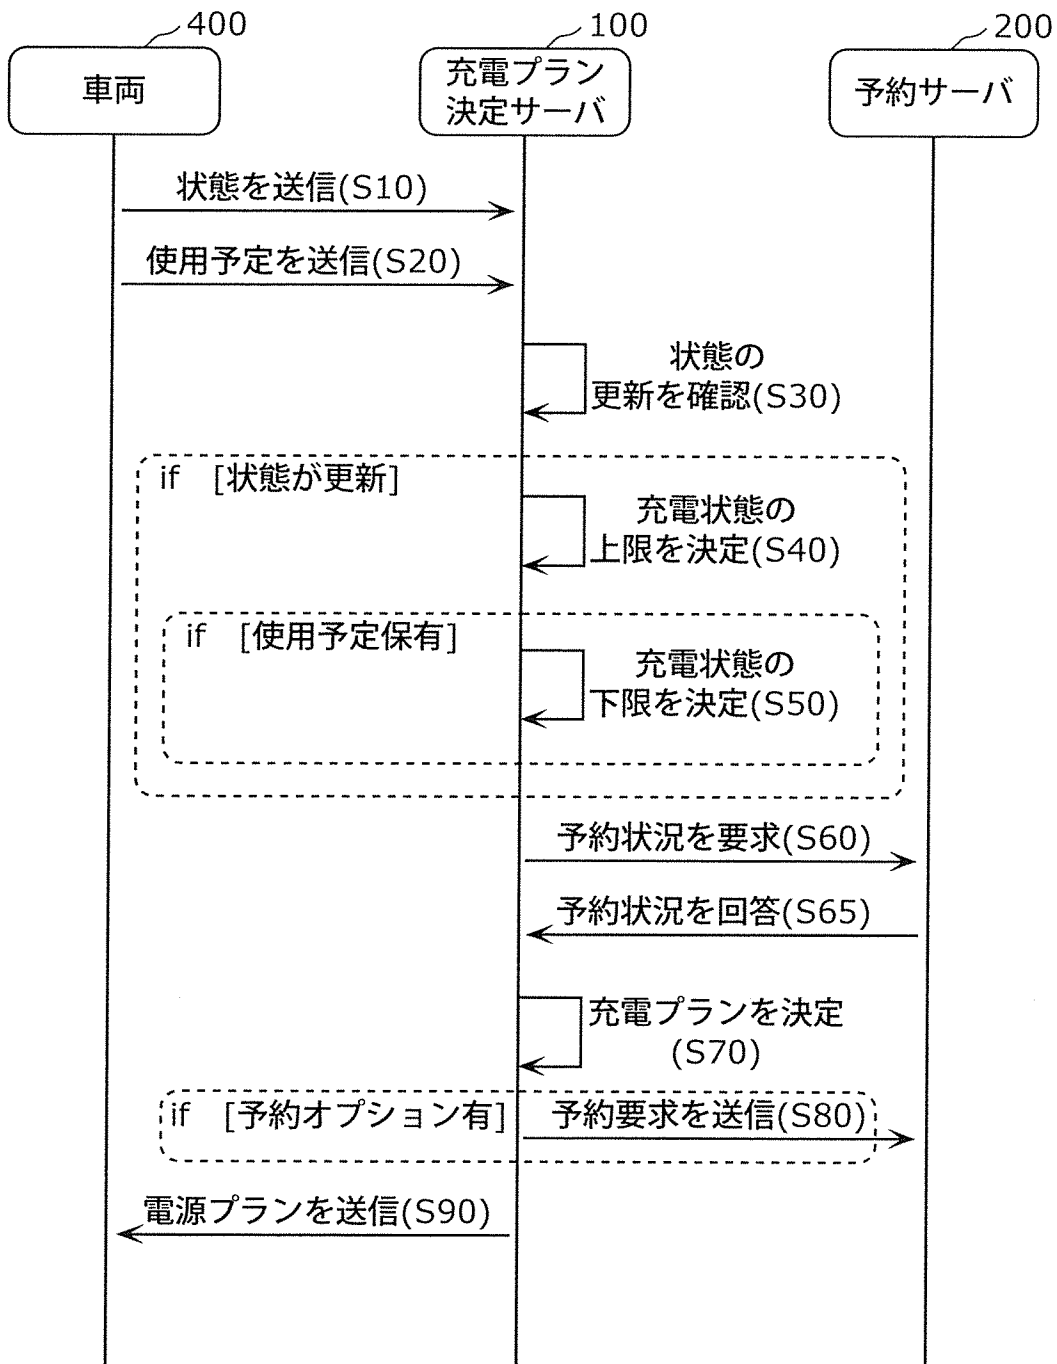 400
100
200
車両
充電プラン
決定サーバ
予約サーバ
状態を送信(S10)
使用予定を送信(S20)
状態の
更新を確認(S30)
if [状態が更新]
充電状態の
上限を決定(S40)
if [使用予定保有]
充電状態の
下限を決定(S50)
予約状況を要求(S60)
予約状況を回答(S65)
充電プランを決定
(S70)
if [予約オプション有]
予約要求を送信(S80)
電源プランを送信(S90)